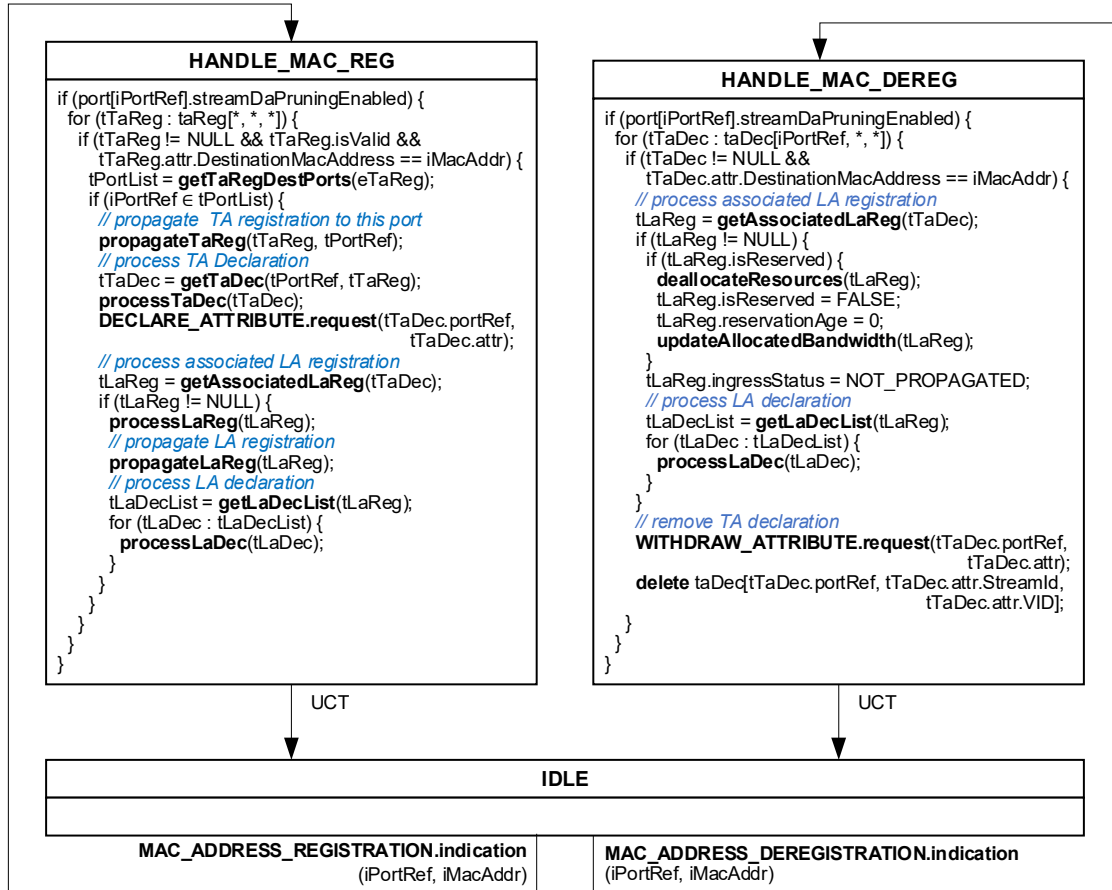 HANDLE_MAC_REG
if (port[iPortRef].streamDaPruningEnabled) {
for (tTaReg : taReg[*, *, *]) {
if (tTaReg != NULL && tTaReg.isValid &&
tTaReg.attr.DestinationMacAddress == iMacAddr) {
tPortList = getTaRegDestPorts(eTaReg);
if (iPortRef ∈ tPortList) {
// propagate  TA registration to this port
propagateTaReg(tTaReg, tPortRef);
// process TA Declaration
tTaDec = getTaDec(tPortRef, tTaReg);
processTaDec(tTaDec);
DECLARE_ATTRIBUTE.request(tTaDec.portRef,
tTaDec.attr);
// process associated LA registration
tLaReg = getAssociatedLaReg(tTaDec);
if (tLaReg != NULL) {
processLaReg(tLaReg);
// propagate LA registration
propagateLaReg(tLaReg);
// process LA declaration
tLaDecList = getLaDecList(tLaReg);
for (tLaDec : tLaDecList) {
processLaDec(tLaDec);
}
}
}
}
}
}
HANDLE_MAC_DEREG
if (port[iPortRef].streamDaPruningEnabled) {
for (tTaDec : taDec[iPortRef, *, *]) {
if (tTaDec != NULL &&
tTaDec.attr.DestinationMacAddress == iMacAddr) {
// process associated LA registration
tLaReg = getAssociatedLaReg(tTaDec);
if (tLaReg != NULL) {
if (tLaReg.isReserved) {
deallocateResources(tLaReg);
tLaReg.isReserved = FALSE;
tLaReg.reservationAge = 0;
updateAllocatedBandwidth(tLaReg);
}
tLaReg.ingressStatus = NOT_PROPAGATED;
// process LA declaration
tLaDecList = getLaDecList(tLaReg);
for (tLaDec : tLaDecList) {
processLaDec(tLaDec);
}
}
// remove TA declaration
WITHDRAW_ATTRIBUTE.request(tTaDec.portRef,
tTaDec.attr);
delete taDec[tTaDec.portRef, tTaDec.attr.StreamId,
tTaDec.attr.VID];
}
}
}
UCT
UCT
IDLE
MAC_ADDRESS_REGISTRATION.indication
(iPortRef, iMacAddr)
MAC_ADDRESS_DEREGISTRATION.indication
(iPortRef, iMacAddr)